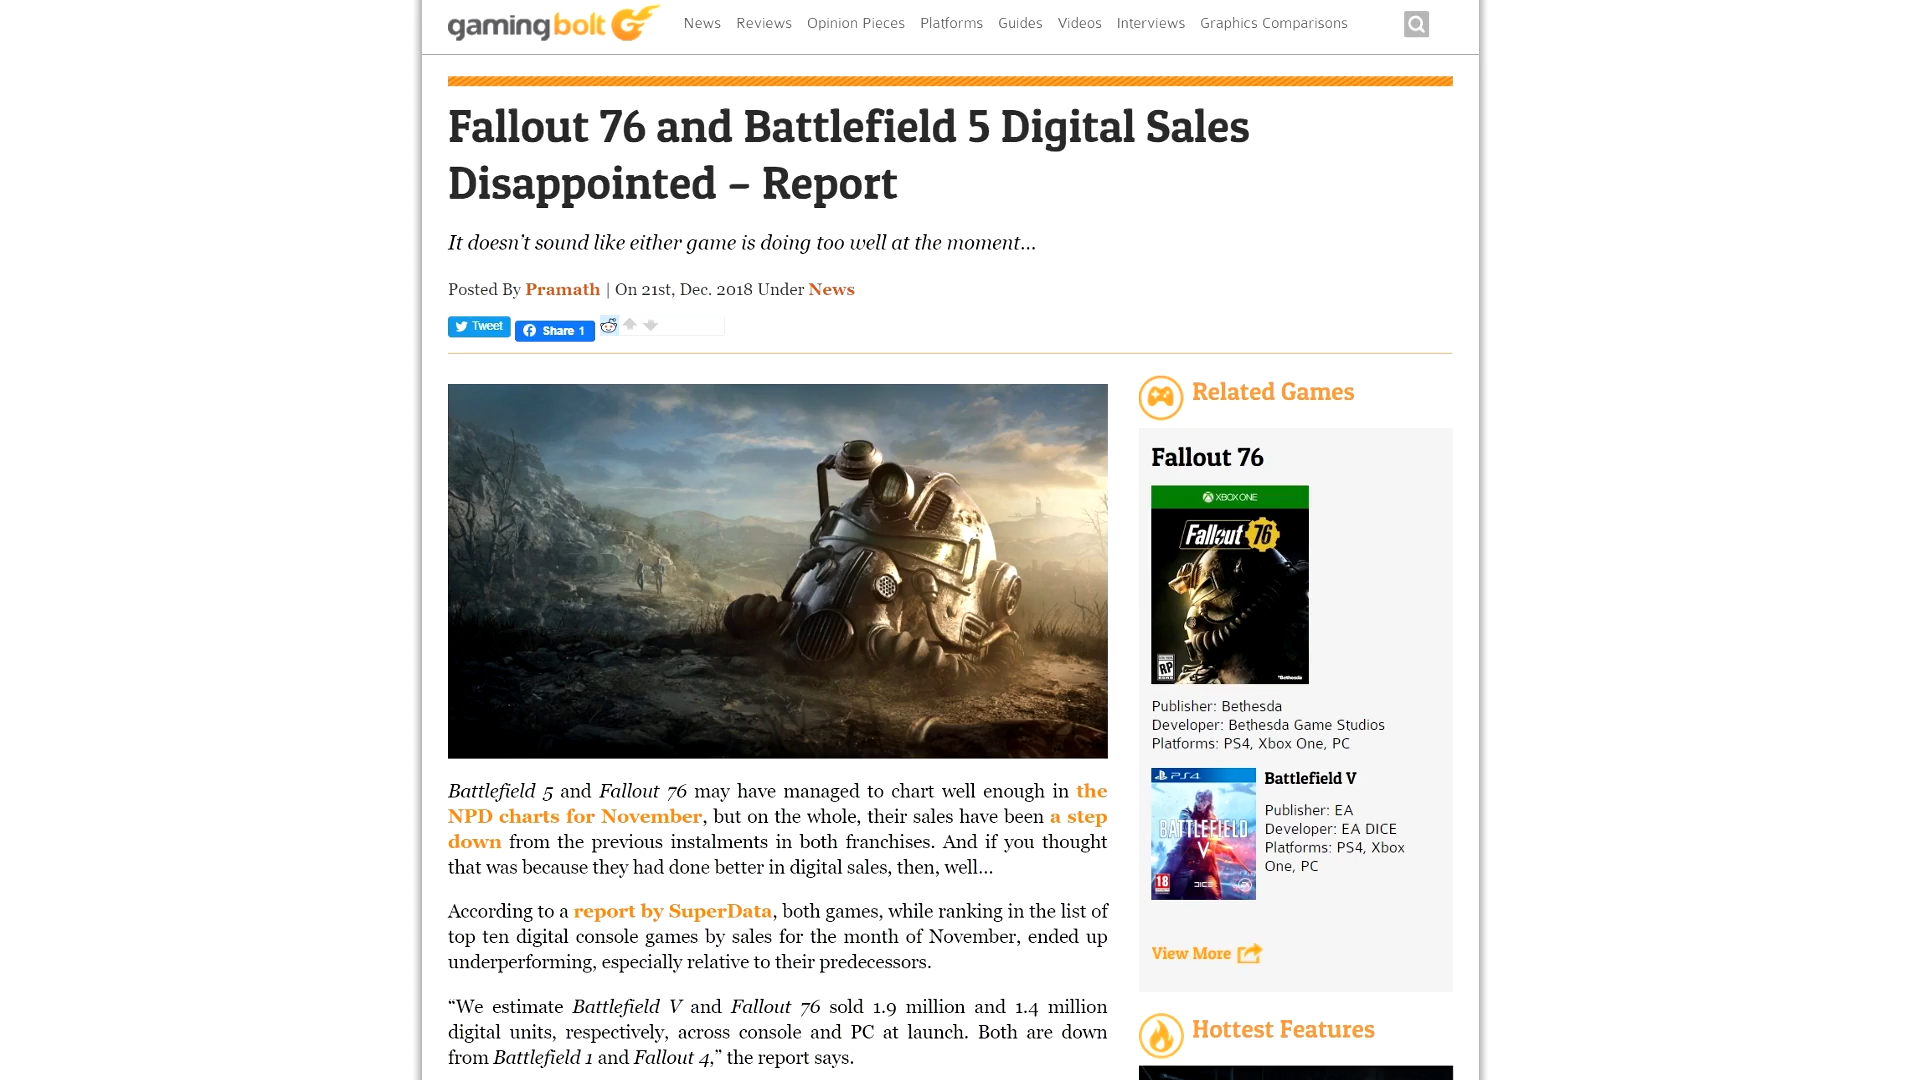 gamingbolt
News Reviews Opinion Pieces Platforms Guides Videos Interviews Graphics Comparisons
Fallout 76 and Battlefield 5 Digital Sales
Disappointed – Report
It doesn't sound like either game is doing too well at the moment...
Posted By Pramath | On 21st, Dec. 2018 Under News
Tweet Share 1
Battlefield 5 and Fallout 76 may have managed to chart well enough in the
NPD charts for November, but on the whole, their sales have been a step
down from the previous instalments in both franchises. And if you thought
that was because they had done better in digital sales, then, well...
According to a report by SuperData, both games, while ranking in the list of
top ten digital console games by sales for the month of November, ended up
underperforming, especially relative to their predecessors.
“We estimate Battlefield V and Fallout 76 sold 1.9 million and 1.4 million
digital units, respectively, across console and PC at launch. Both are down
from Battlefield 1 and Fallout 4,” the report says.
Related Games
Fallout 76
XBOX ONE
Fallout 76
RP
Bethesda
Publisher: Bethesda
Developer: Bethesda Game Studios
Platforms: PS4, Xbox One, PC
PS4
BATTLEFIELD
V
18
DICE
Battlefield V
Publisher: EA
Developer: EA DICE
Platforms: PS4, Xbox
One, PC
View More
Hottest Features